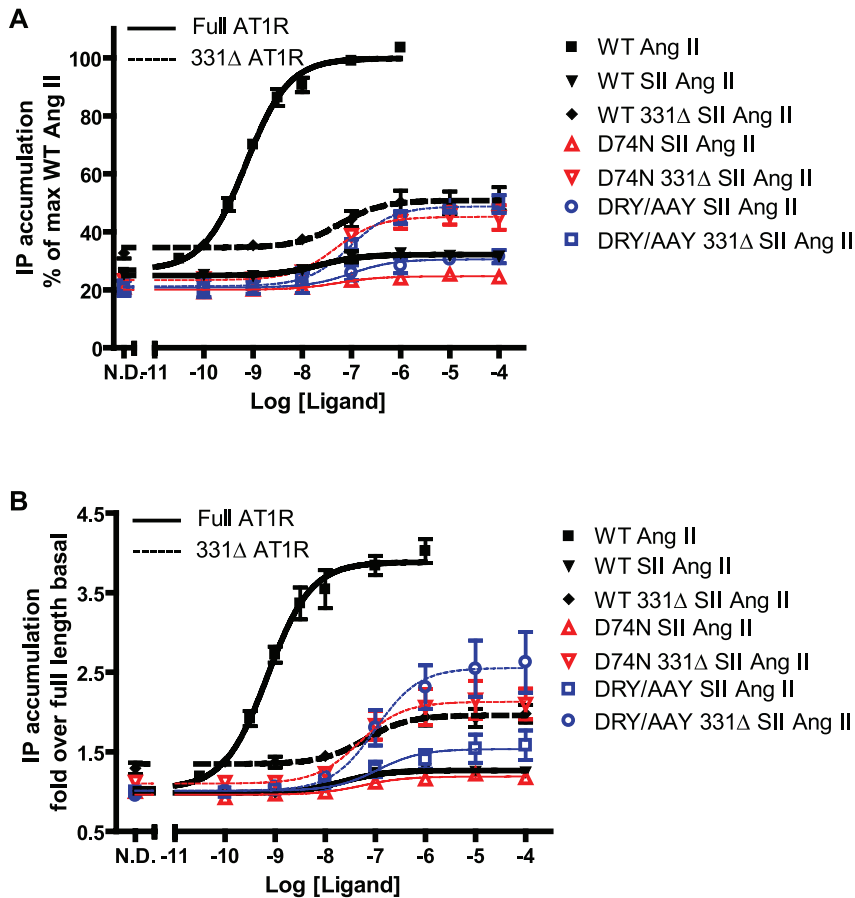 A
Full AT1R
331Δ AT1R
IP accumulation
% of max WT Ang II
100
80
60
40
20
0
N.D.
-11
-10
-9
-8
-7
-6
-5
-4
Log [Ligand]
WT Ang II
WT SII Ang II
WT 331Δ SII Ang II
D74N SII Ang II
D74N 331Δ SII Ang II
DRY/AAY SII Ang II
DRY/AAY 331Δ SII Ang II
B
Full AT1R
331Δ AT1R
IP accumulation
fold over full length basal
4.5
3.5
2.5
1.5
0.5
N.D.
-11
-10
-9
-8
-7
-6
-5
-4
Log [Ligand]
WT Ang II
WT SII Ang II
WT 331Δ SII Ang II
D74N SII Ang II
D74N 331Δ SII Ang II
DRY/AAY SII Ang II
DRY/AAY 331Δ SII Ang II